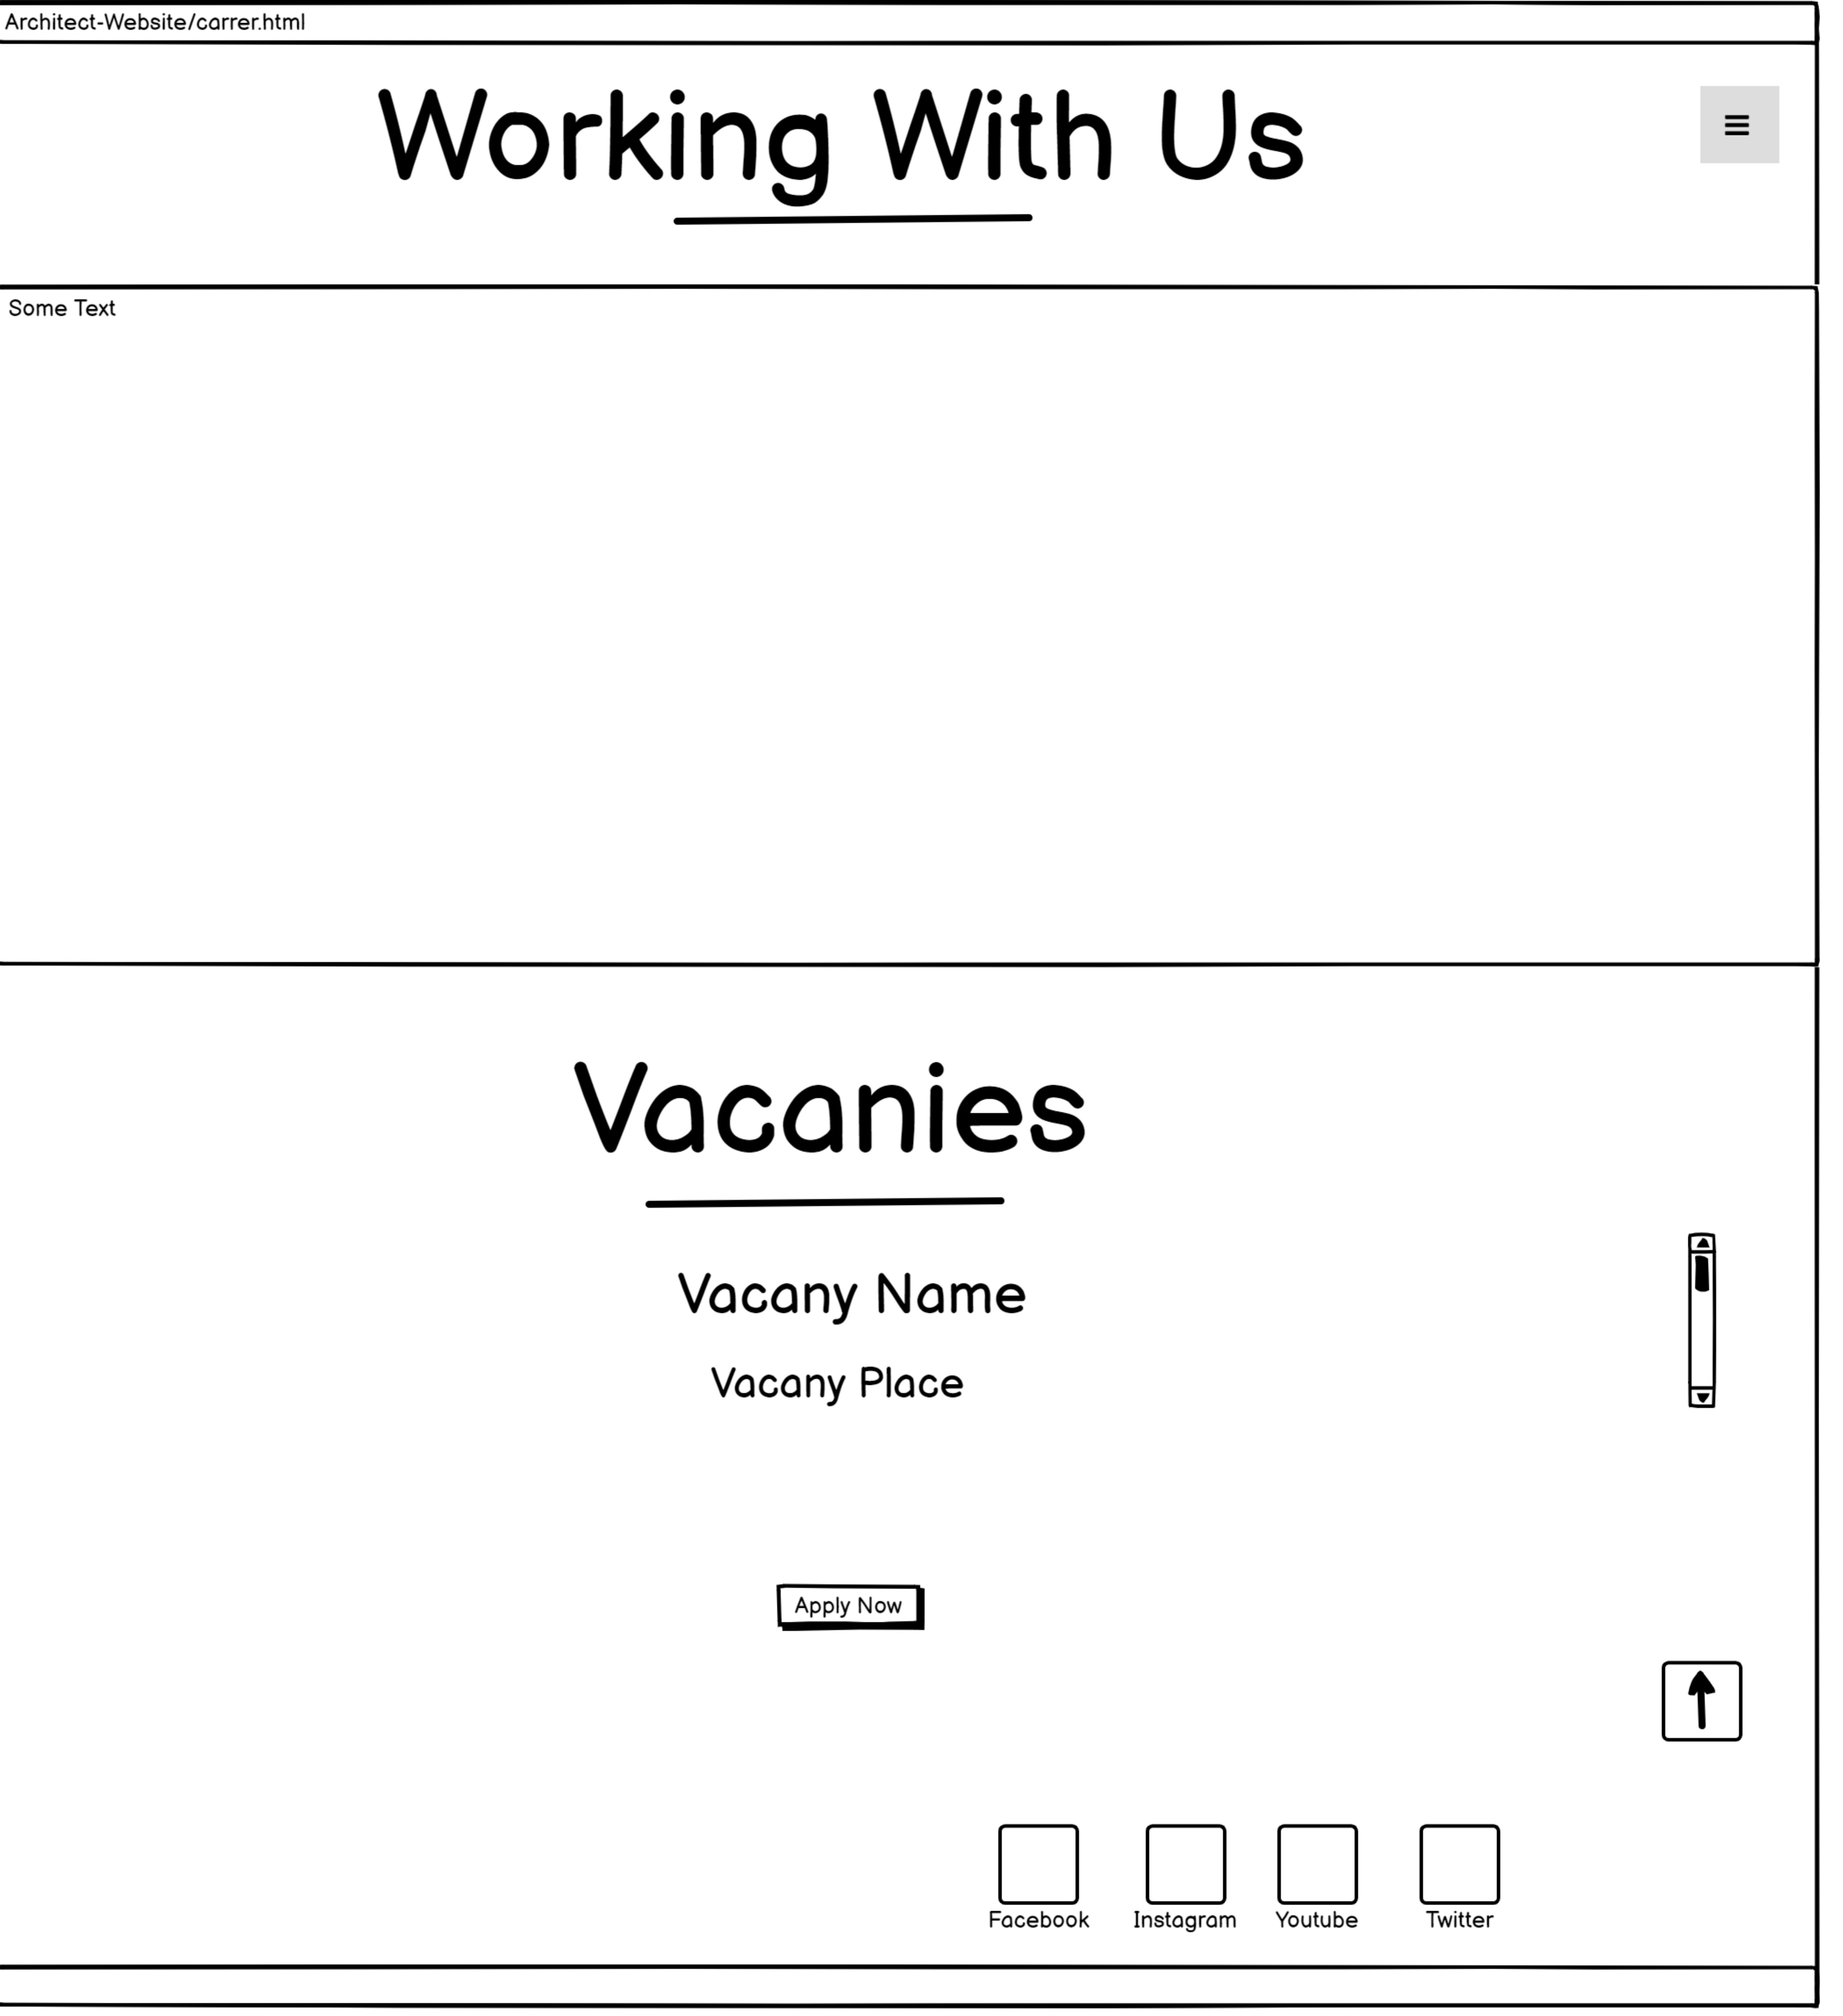 Architect-Website/carrer.html
Working With Us
Some Text
Vacanies
Vacany Name
Vacany Place
Apply Now
Facebook Instagram Youtube Twitter